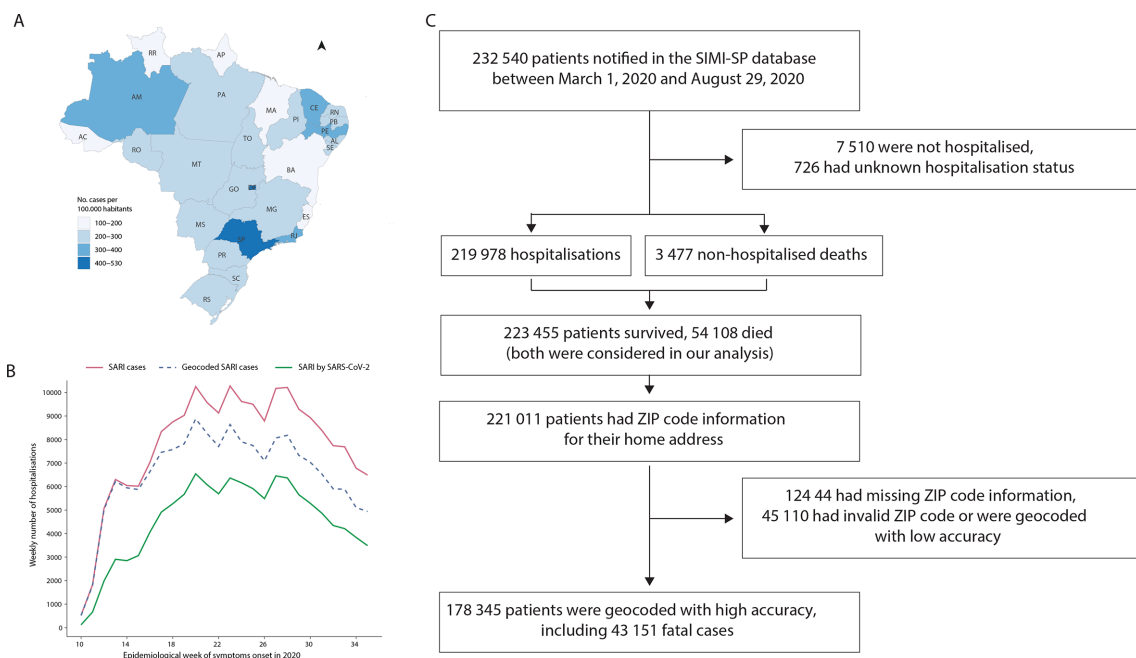 A
RR
AP
AM
PA
MA
CE
RN
PB
PE
PI
AL
SE
AC
RO
TO
MT
BA
GO
MG
ES
MS
SP
RJ
PR
SC
RS
No. cases per
100.000 habitants
100–200
200–300
300–400
400–530
B
SARI cases
Geocoded SARI cases
SARI by SARS-CoV-2
Weekly number of hospitalisations
10000
9000
8000
7000
6000
5000
4000
3000
2000
1000
0
10 14 18 22 26 30 34
Epidemiological week of symptoms onset in 2020
C
232 540 patients notified in the SIMI-SP database
between March 1, 2020 and August 29, 2020
7 510 were not hospitalised,
726 had unknown hospitalisation status
219 978 hospitalisations
3 477 non-hospitalised deaths
223 455 patients survived, 54 108 died
(both were considered in our analysis)
221 011 patients had ZIP code information
for their home address
124 44 had missing ZIP code information,
45 110 had invalid ZIP code or were geocoded
with low accuracy
178 345 patients were geocoded with high accuracy,
including 43 151 fatal cases